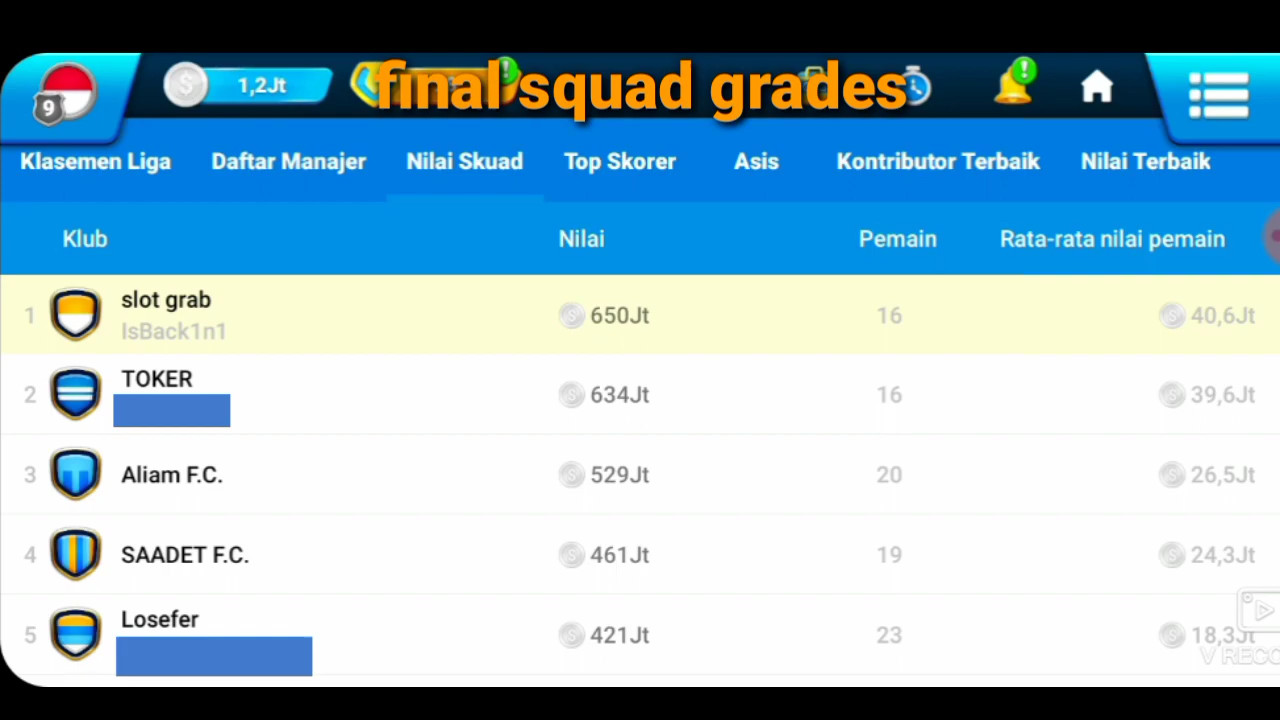 final squad grades
9
1,2Jt
Klasemen Liga Daftar Manajer Nilai Skuad Top Skorer Asis Kontributor Terbaik Nilai Terbaik
Klub Nilai Pemain Rata-rata nilai pemain
1 slot grab 650Jt 16 40,6Jt
IsBack1n1
2 TOKER 634Jt 16 39,6Jt
3 Aliam F.C. 529Jt 20 26,5Jt
4 SAADET F.C. 461Jt 19 24,3Jt
5 Losefer 421Jt 23 18,3Jt
V RECO